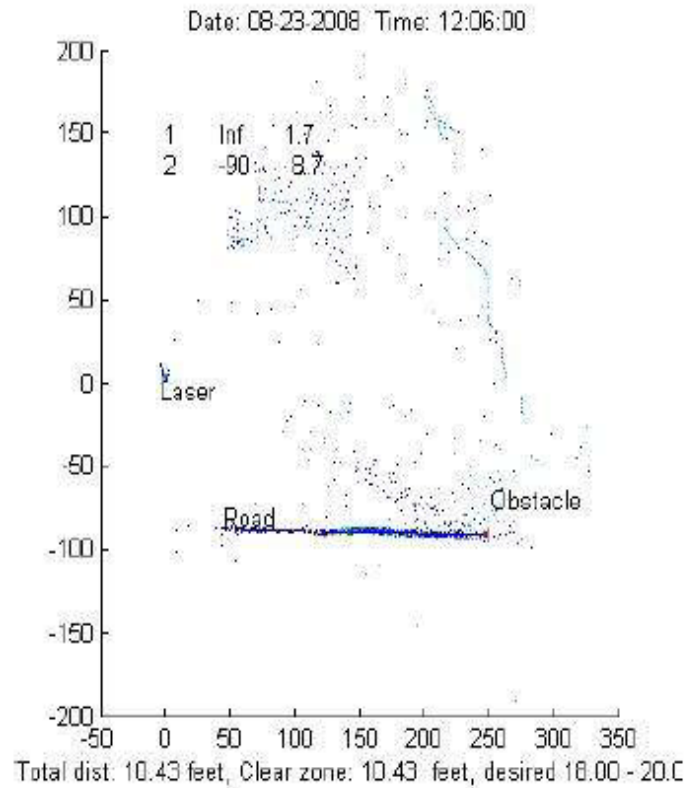 Date: 08-23-2008 Time: 12:06:00
200
150
1 Inf 1.7
2 -90 8.7
100
50
0
Laser
-50
Obstacle
Road
-100
-150
-200
-50 0 50 100 150 200 250 300 350
Total dist: 10.43 feet, Clear zone: 10.43 feet, desired 16.00 - 20.0